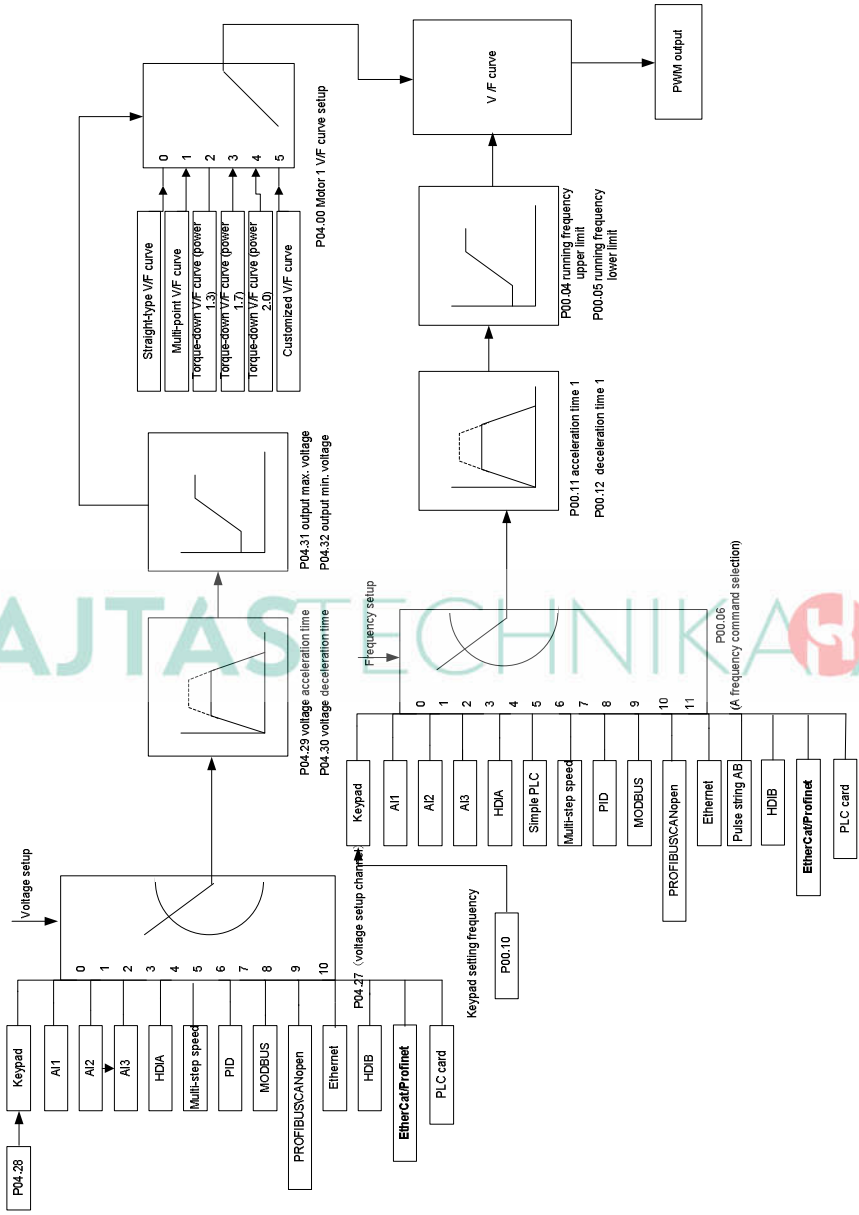 Voltage setup
P04.28
Keypad
AI1
AI2
AI3
HDIA
Multi-step speed
PID
MODBUS
PROFIBUS\CANopen
Ethernet
HDIB
EtherCat/Profinet
PLC card
0
1
2
3
4
5
6
7
8
9
10
P04.27 (voltage setup channel)
P04.29 voltage acceleration time
P04.30 voltage deceleration time
P04.31 output max. voltage
P04.32 output min. voltage
Straight-type V/F curve
Multi-point V/F curve
Torque-down V/F curve (power
1.3)
Torque-down V/F curve (power
1.7)
Torque-down V/F curve (power
2.0)
Customized V/F curve
0
1
2
3
4
5
P04.00 Motor 1 V/F curve setup
Keypad setting frequency
P00.10
Frequency setup
Keypad
AI1
AI2
AI3
HDIA
Simple PLC
Multi-step speed
PID
MODBUS
PROFIBUS\CANopen
Ethernet
Pulse string AB
HDIB
EtherCat/Profinet
PLC card
0
1
2
3
4
5
6
7
8
9
10
11
P00.06
(A frequency command selection)
P00.11 acceleration time 1
P00.12 deceleration time 1
P00.04 running frequency
upper limit
P00.05 running frequency
lower limit
V /F curve
PWM output
AJTASTECHNIKA